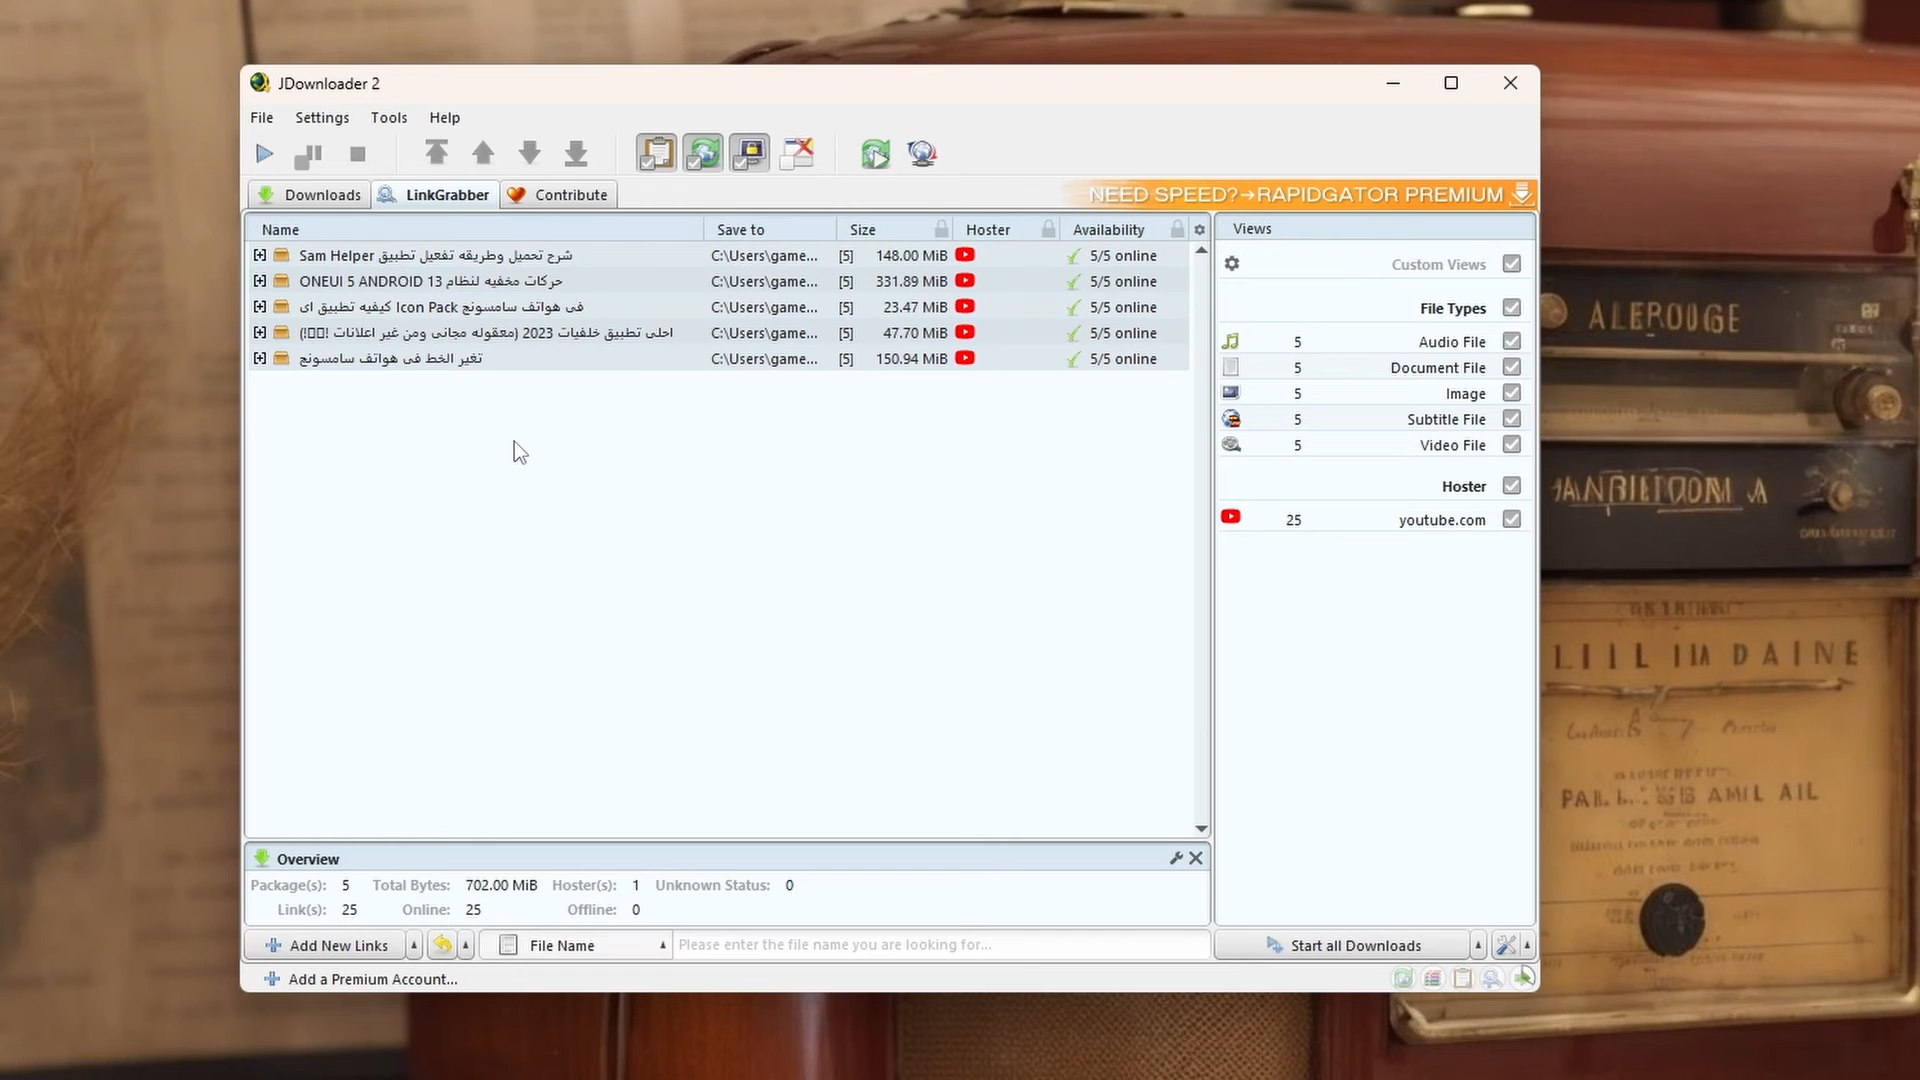 JDownloader 2
File Settings Tools Help
Downloads LinkGrabber Contribute
NEED SPEED?→RAPIDGATOR PREMIUM
Name Save to Size Hoster Availability
شرح تحميل وطريقه تفعيل تطبيق Sam Helper C:\Users\game... [5] 148.00 MiB 5/5 online
حركات مخفيه لنظام ONEUI 5 ANDROID 13 C:\Users\game... [5] 331.89 MiB 5/5 online
كيفيه تطبيق اى Icon Pack فى هواتف سامسونج C:\Users\game... [5] 23.47 MiB 5/5 online
احلى تطبيق خلفيات 2023 (معقوله مجانى ومن غير اعلانات !!) C:\Users\game... [5] 47.70 MiB 5/5 online
تغير الخط فى هواتف سامسونج C:\Users\game... [5] 150.94 MiB 5/5 online
Views
Custom Views
File Types
5 Audio File
5 Document File
5 Image
5 Subtitle File
5 Video File
Hoster
25 youtube.com
Overview
Package(s): 5 Total Bytes: 702.00 MiB Hoster(s): 1 Unknown Status: 0
Link(s): 25 Online: 25 Offline: 0
Add New Links File Name Please enter the file name you are looking for... Start all Downloads
Add a Premium Account...
ALEROUGE